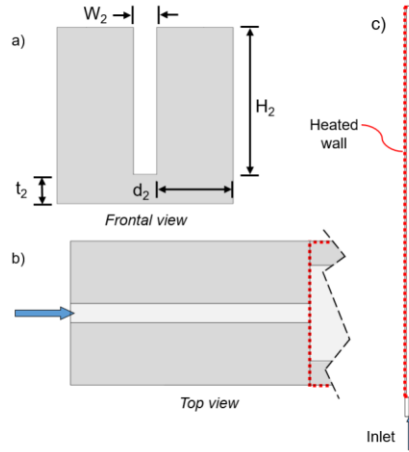 a)
W₂
H₂
t₂
d₂
Frontal view
b)
Top view
c)
Heated
wall
Inlet